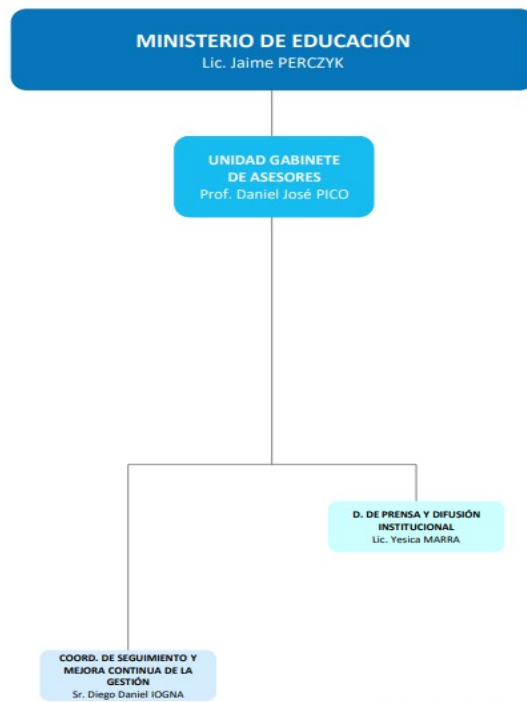 MINISTERIO DE EDUCACIÓN
Lic. Jaime PERCZYK
UNIDAD GABINETE
DE ASESORES
Prof. Daniel José PICO
D. DE PRENSA Y DIFUSIÓN
INSTITUCIONAL
Lic. Yesica MARRA
COORD. DE SEGUIMIENTO Y
MEJORA CONTINUA DE LA
GESTIÓN
Sr. Diego Daniel IOGNA